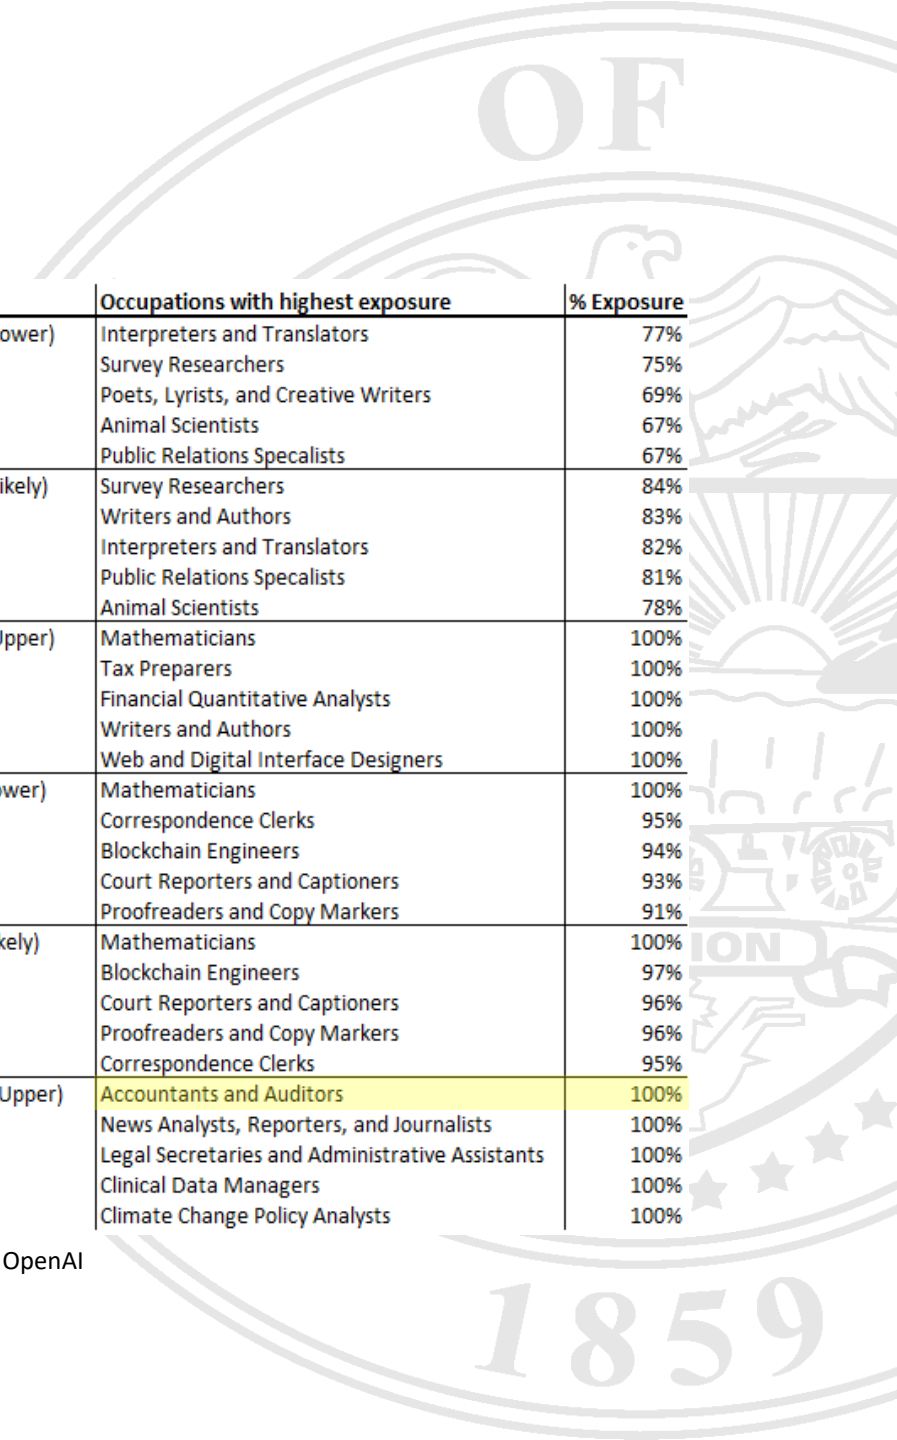 OF
Occupations with highest exposure % Exposure
ower) Interpreters and Translators 77%
Survey Researchers 75%
Poets, Lyrists, and Creative Writers 69%
Animal Scientists 67%
Public Relations Specalists 67%
ikely) Survey Researchers 84%
Writers and Authors 83%
Interpreters and Translators 82%
Public Relations Specalists 81%
Animal Scientists 78%
Upper) Mathematicians 100%
Tax Preparers 100%
Financial Quantitative Analysts 100%
Writers and Authors 100%
Web and Digital Interface Designers 100%
ower) Mathematicians 100%
Correspondence Clerks 95%
Blockchain Engineers 94%
Court Reporters and Captioners 93%
Proofreaders and Copy Markers 91%
kely) Mathematicians 100%
ION
Blockchain Engineers 97%
Court Reporters and Captioners 96%
Proofreaders and Copy Markers 96%
Correspondence Clerks 95%
Upper) Accountants and Auditors 100%
News Analysts, Reporters, and Journalists 100%
Legal Secretaries and Administrative Assistants 100%
Clinical Data Managers 100%
Climate Change Policy Analysts 100%
OpenAI
1859